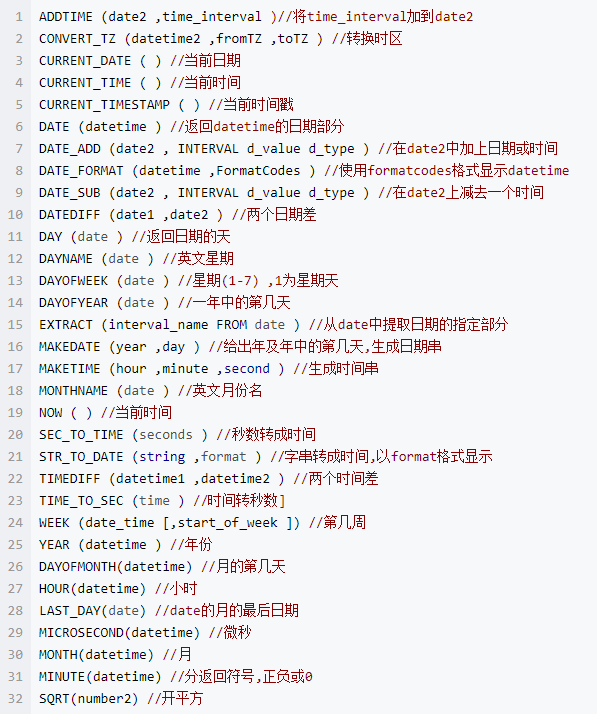 1 ADDTIME (date2 ,time_interval )//将time_interval加到date2
2 CONVERT_TZ (datetime2 ,fromTZ ,toTZ ) //转换时区
3 CURRENT_DATE ( ) //当前日期
4 CURRENT_TIME ( ) //当前时间
5 CURRENT_TIMESTAMP ( ) //当前时间戳
6 DATE (datetime ) //返回datetime的日期部分
7 DATE_ADD (date2 , INTERVAL d_value d_type ) //在date2中加上日期或时间
8 DATE_FORMAT (datetime ,FormatCodes ) //使用formatcodes格式显示datetime
9 DATE_SUB (date2 , INTERVAL d_value d_type ) //在date2上减去一个时间
10 DATEDIFF (date1 ,date2 ) //两个日期差
11 DAY (date ) //返回日期的天
12 DAYNAME (date ) //英文星期
13 DAYOFWEEK (date ) //星期(1-7) ,1为星期天
14 DAYOFYEAR (date ) //一年中的第几天
15 EXTRACT (interval_name FROM date ) //从date中提取日期的指定部分
16 MAKEDATE (year ,day ) //给出年及年中的第几天,生成日期串
17 MAKETIME (hour ,minute ,second ) //生成时间串
18 MONTHNAME (date ) //英文月份名
19 NOW ( ) //当前时间
20 SEC_TO_TIME (seconds ) //秒数转成时间
21 STR_TO_DATE (string ,format ) //字串转成时间,以format格式显示
22 TIMEDIFF (datetime1 ,datetime2 ) //两个时间差
23 TIME_TO_SEC (time ) //时间转秒数]
24 WEEK (date_time [,start_of_week ]) //第几周
25 YEAR (datetime ) //年份
26 DAYOFMONTH(datetime) //月的第几天
27 HOUR(datetime) //小时
28 LAST_DAY(date) //date的月的最后日期
29 MICROSECOND(datetime) //微秒
30 MONTH(datetime) //月
31 MINUTE(datetime) //分返回符号,正负或0
32 SQRT(number2) //开平方